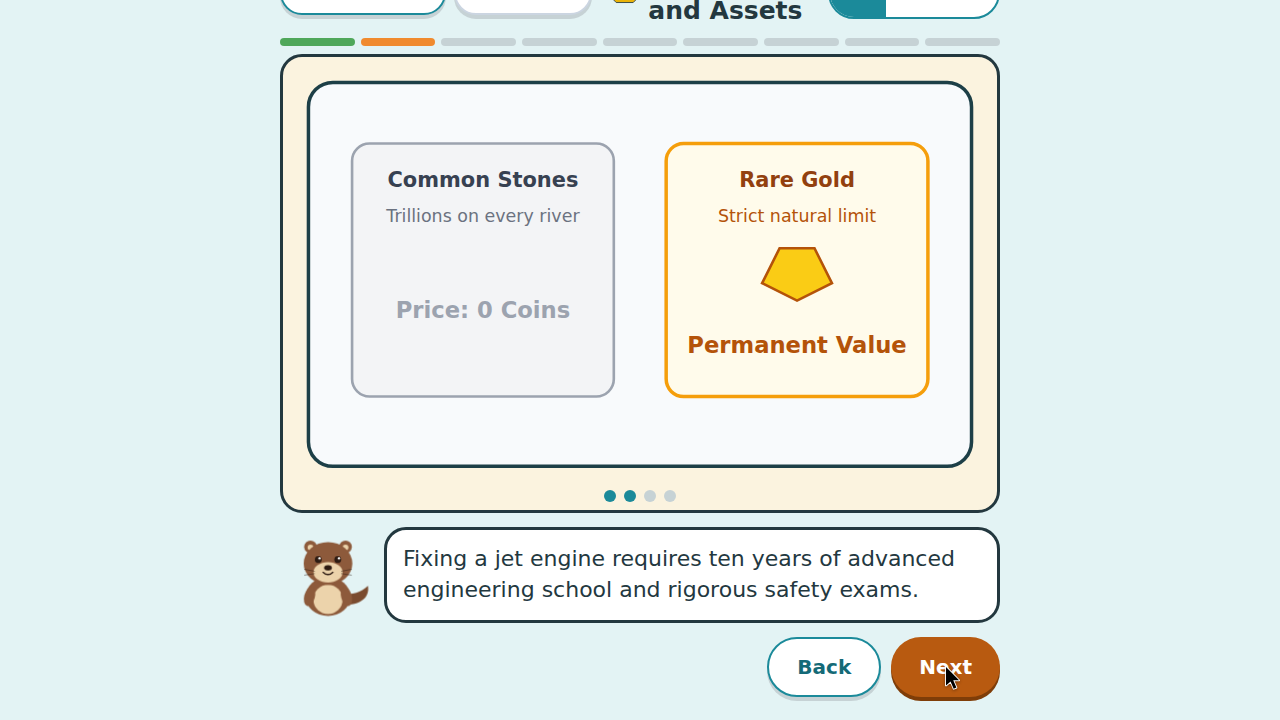 and Assets
Common Stones
Trillions on every river
Price: 0 Coins
Rare Gold
Strict natural limit
Permanent Value
Fixing a jet engine requires ten years of advanced
engineering school and rigorous safety exams.
Back
Next